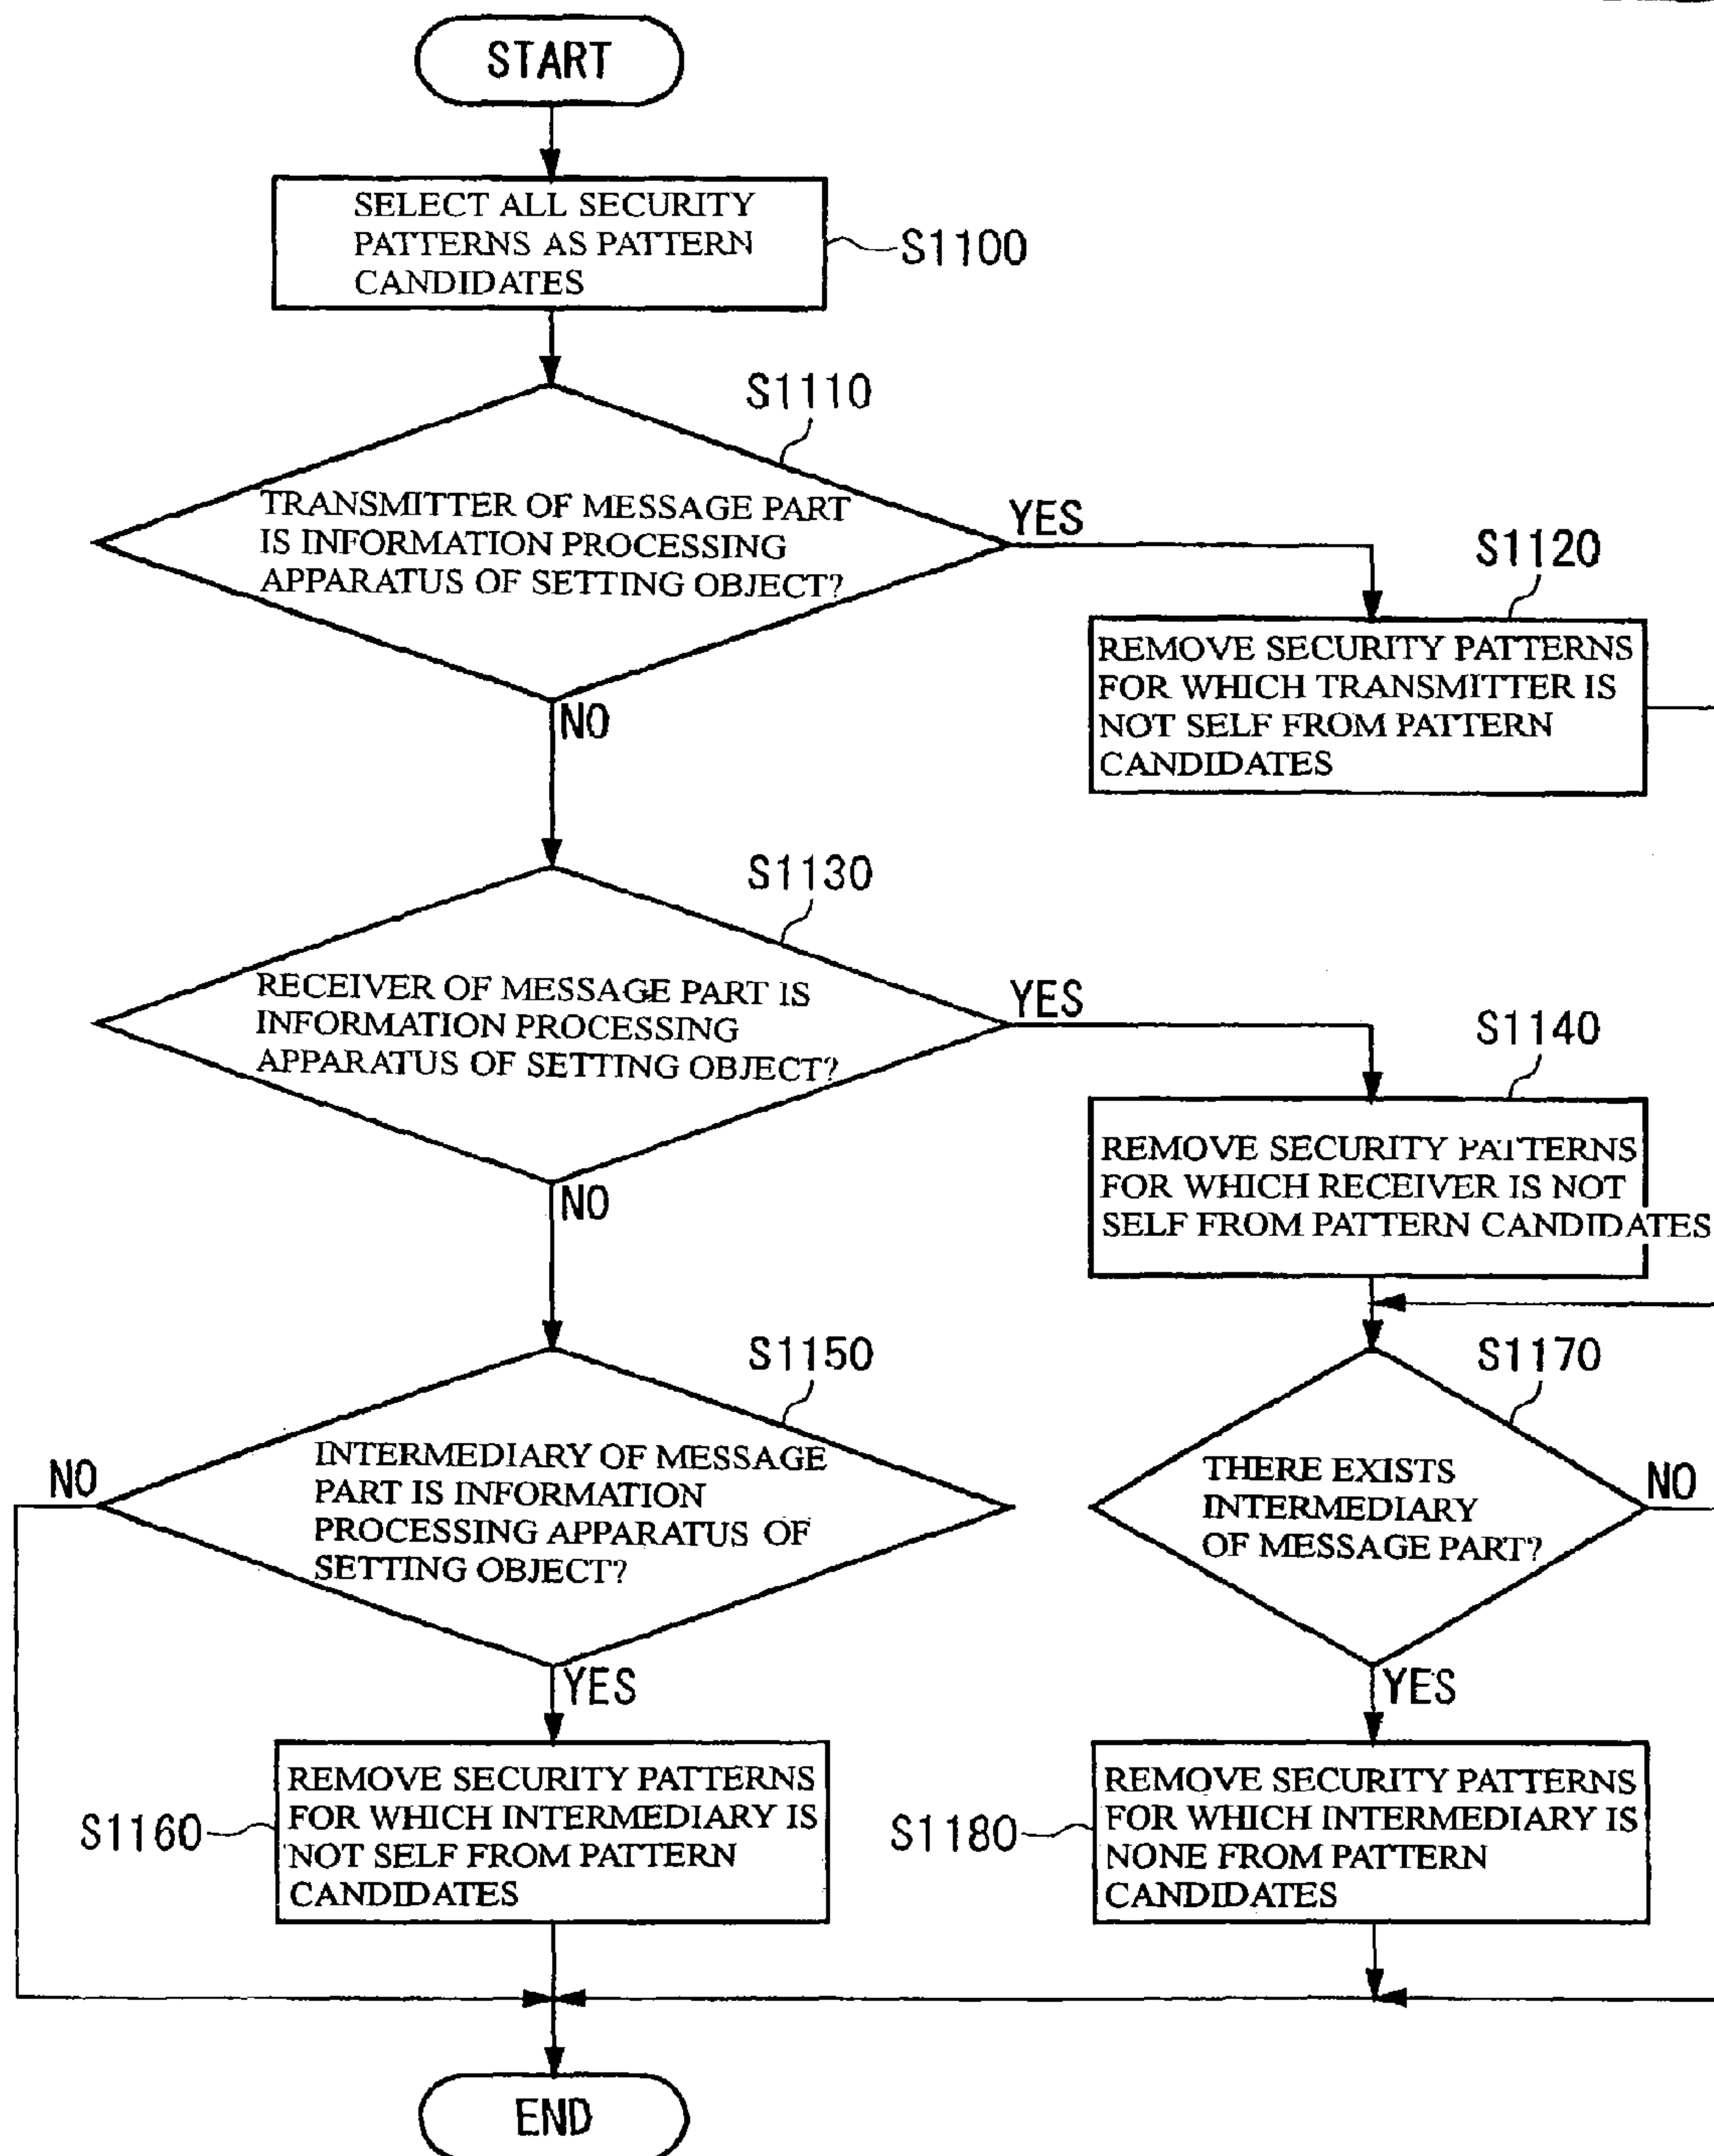 START
SELECT ALL SECURITY
PATTERNS AS PATTERN
CANDIDATES
S1100
S1110
TRANSMITTER OF MESSAGE PART
IS INFORMATION PROCESSING
APPARATUS OF SETTING OBJECT?
YES
NO
S1120
REMOVE SECURITY PATTERNS
FOR WHICH TRANSMITTER IS
NOT SELF FROM PATTERN
CANDIDATES
S1130
RECEIVER OF MESSAGE PART IS
INFORMATION PROCESSING
APPARATUS OF SETTING OBJECT?
YES
NO
S1140
REMOVE SECURITY PATTERNS
FOR WHICH RECEIVER IS NOT
SELF FROM PATTERN CANDIDATES
S1150
INTERMEDIARY OF MESSAGE
PART IS INFORMATION
PROCESSING APPARATUS OF
SETTING OBJECT?
NO
YES
S1170
THERE EXISTS
INTERMEDIARY
OF MESSAGE PART?
NO
YES
S1160
REMOVE SECURITY PATTERNS
FOR WHICH INTERMEDIARY IS
NOT SELF FROM PATTERN
CANDIDATES
S1180
REMOVE SECURITY PATTERNS
FOR WHICH INTERMEDIARY IS
NONE FROM PATTERN
CANDIDATES
END